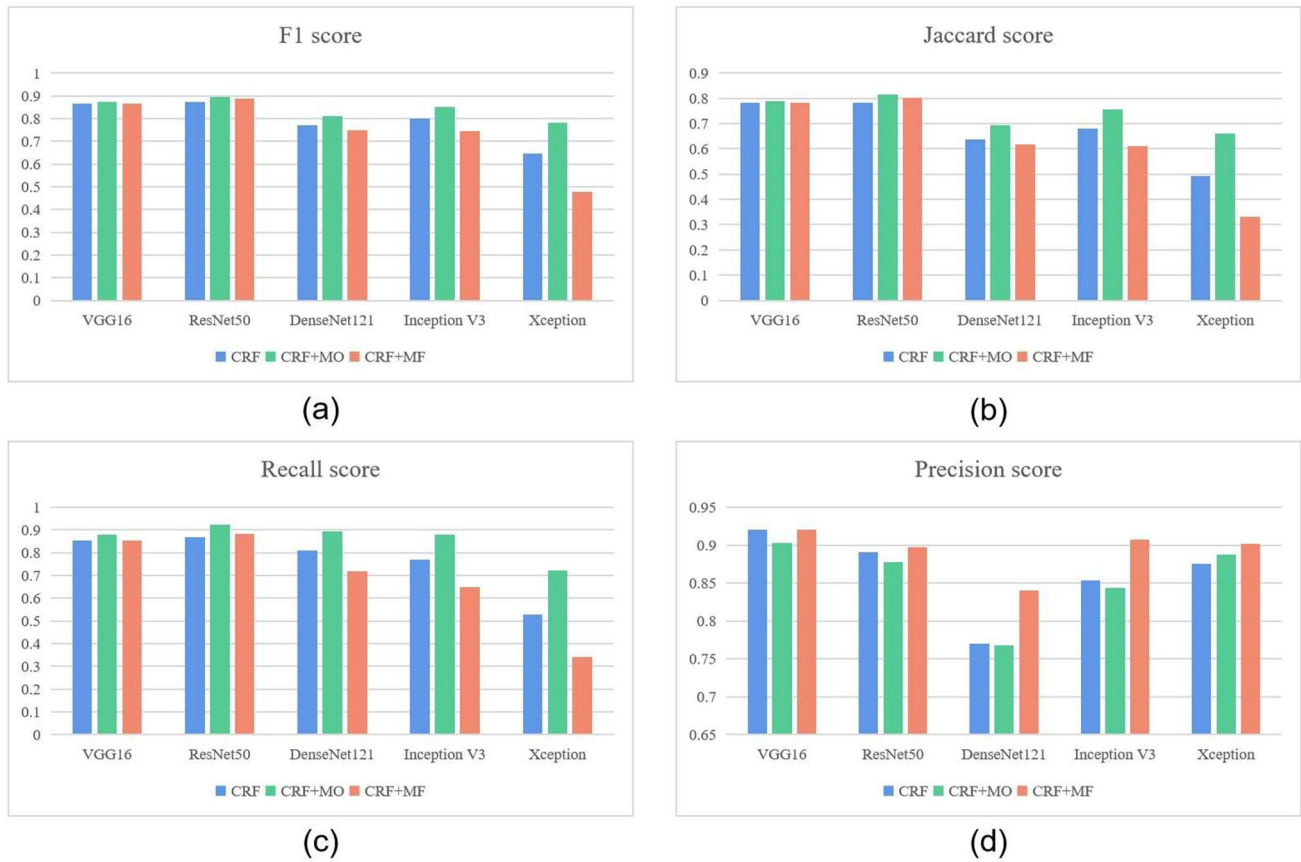 F1 score
1
0.9
0.8
0.7
0.6
0.5
0.4
0.3
0.2
0.1
0
VGG16 ResNet50 DenseNet121 Inception V3 Xception
CRF CRF+MO CRF+MF
(a)
Jaccard score
0.9
0.8
0.7
0.6
0.5
0.4
0.3
0.2
0.1
0
VGG16 ResNet50 DenseNet121 Inception V3 Xception
CRF CRF+MO CRF+MF
(b)
Recall score
1
0.9
0.8
0.7
0.6
0.5
0.4
0.3
0.2
0.1
0
VGG16 ResNet50 DenseNet121 Inception V3 Xception
CRF CRF+MO CRF+MF
(c)
Precision score
0.95
0.9
0.85
0.8
0.75
0.7
0.65
VGG16 ResNet50 DenseNet121 Inception V3 Xception
CRF CRF+MO CRF+MF
(d)